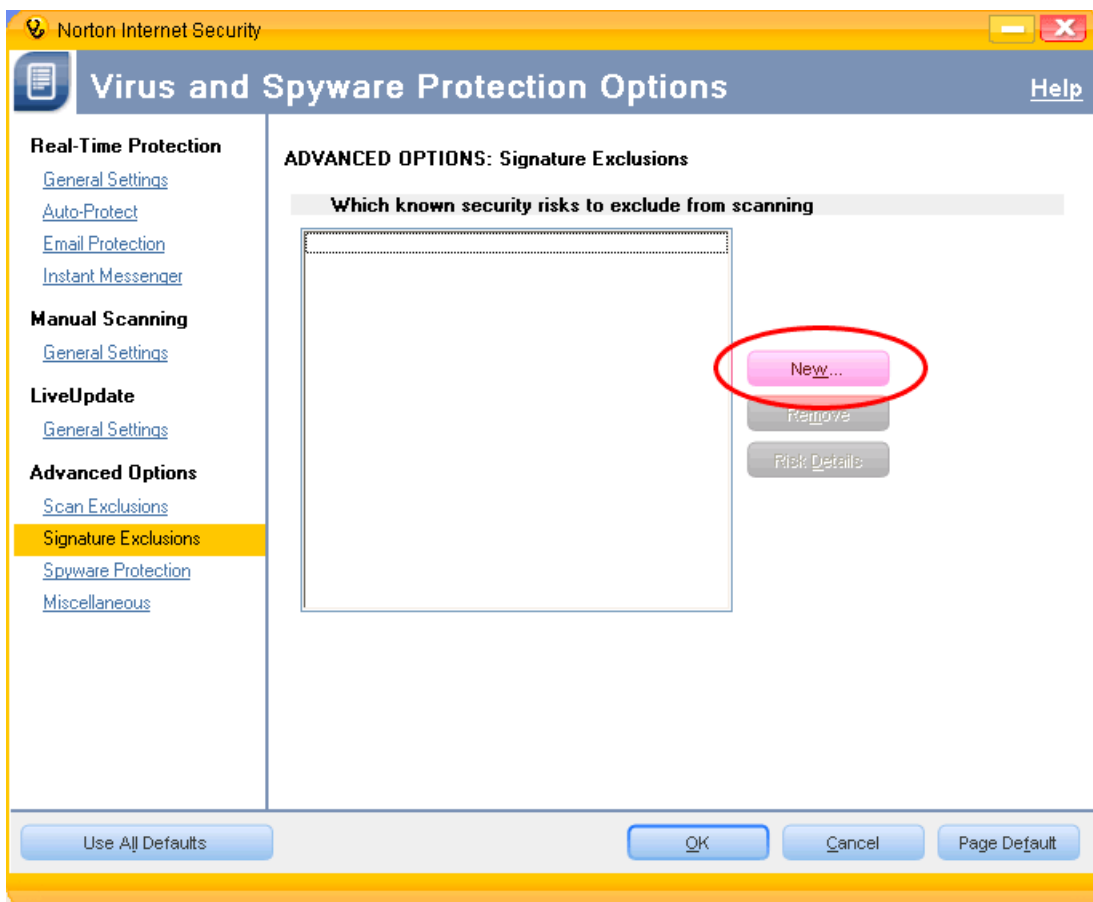 Norton Internet Security
Virus and Spyware Protection Options
Help
Real-Time Protection
General Settings
Auto-Protect
Email Protection
Instant Messenger
Manual Scanning
General Settings
LiveUpdate
General Settings
Advanced Options
Scan Exclusions
Signature Exclusions
Spyware Protection
Miscellaneous
ADVANCED OPTIONS: Signature Exclusions
Which known security risks to exclude from scanning
New...
Remove
Risk Details
Use All Defaults
OK
Cancel
Page Default